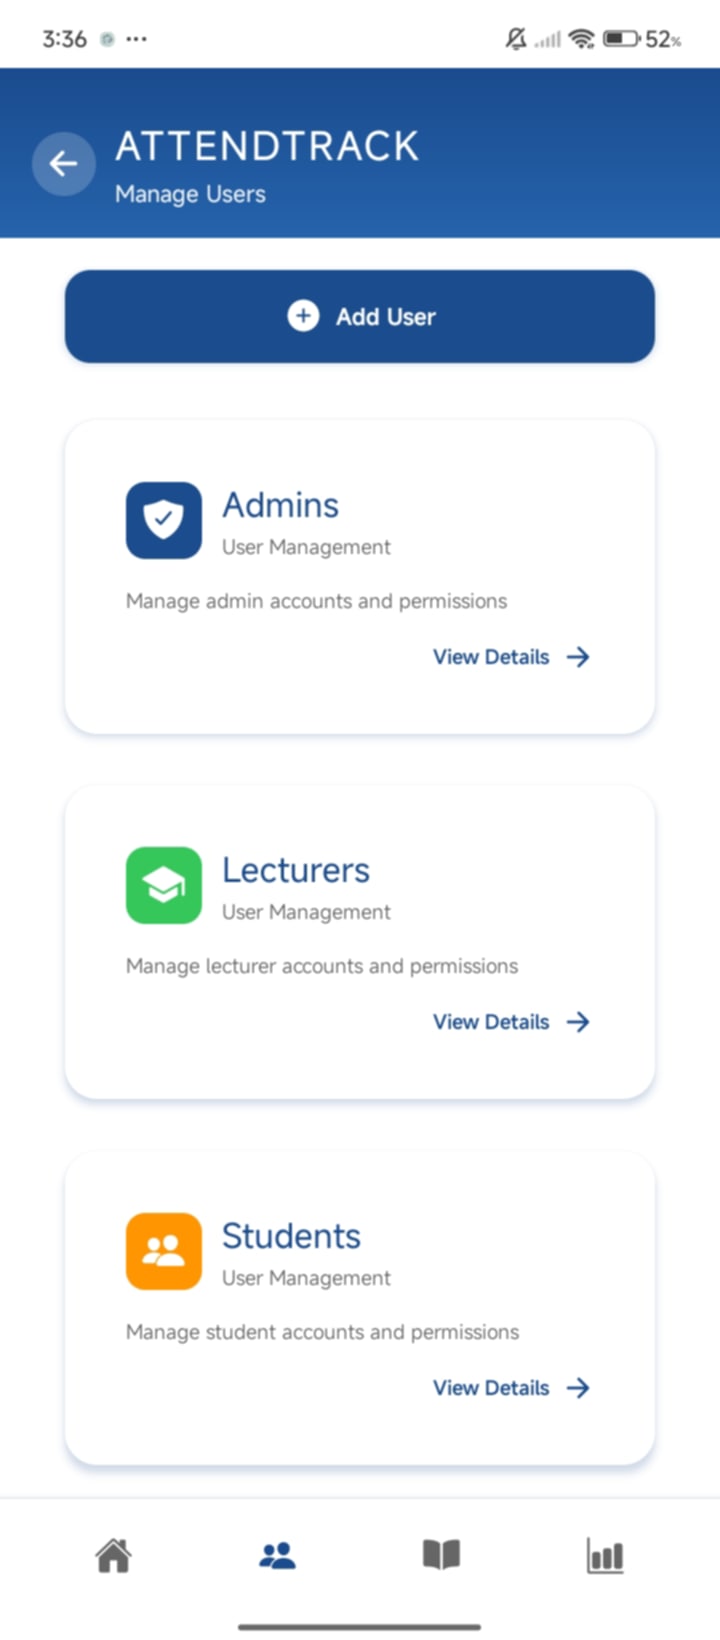 3:36
52%
ATTENDTRACK
Manage Users
Add User
Admins
User Management
Manage admin accounts and permissions
View Details
Lecturers
User Management
Manage lecturer accounts and permissions
View Details
Students
User Management
Manage student accounts and permissions
View Details